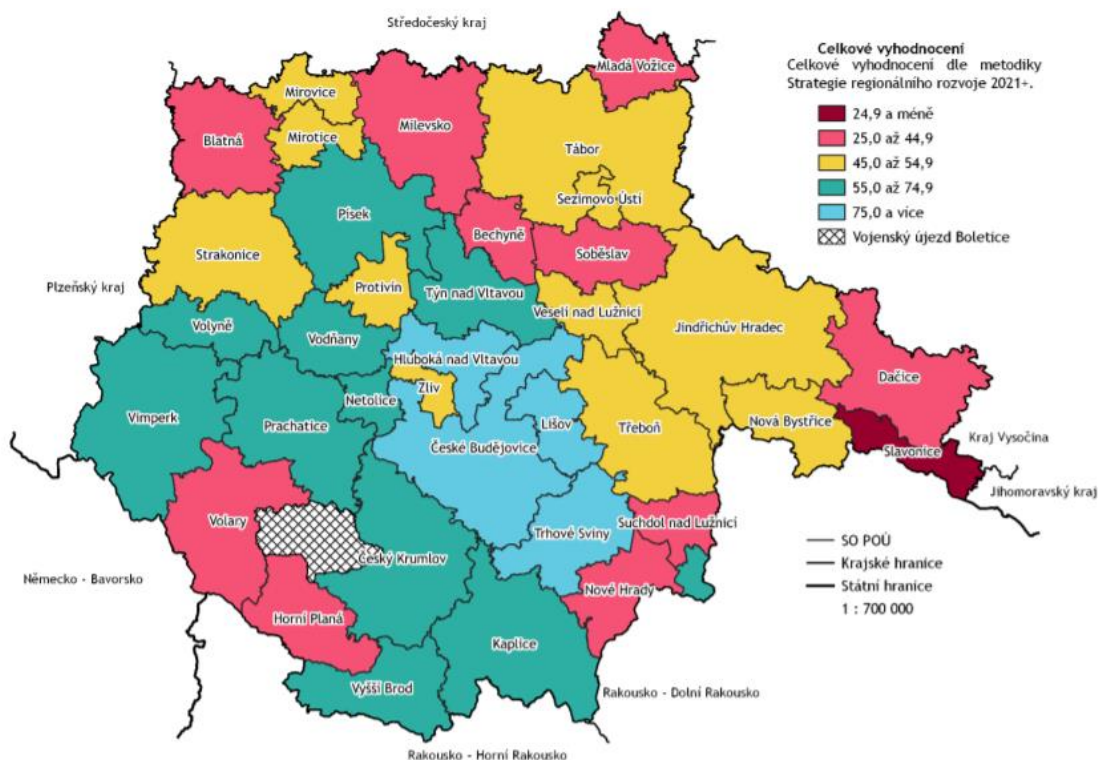 Středočeský kraj
Celkové vyhodnocení
Celkové vyhodnocení dle metodiky
Strategie regionálního rozvoje 2021+.
24,9 a méně
25,0 až 44,9
45,0 až 54,9
55,0 až 74,9
75,0 a více
Vojenský újezd Boletice
Mladá Vožice
Mirovice
Milevsko
Blatná
Mirotice
Tábor
Sezimovo Ústí
Písek
Bechyně
Soběslav
Strakonice
Plzeňský kraj
Protivín
Týn nad Vltavou
Veselí nad Lužnicí
Jindřichův Hradec
Volyně
Vodňany
Hluboká nad Vltavou
Dačice
Zliv
Netolice
Vimperk
Prachatice
Lišov
Třeboň
Nová Bystřice
České Budějovice
Kraj Vysočina
Slavonice
Jihomoravský kraj
Volary
Suchdol nad Lužnicí
Trhové Sviny
Český Krumlov
SO POÚ
Krajské hranice
Státní hranice
1 : 700 000
Německo - Bavorsko
Nové Hrady
Horní Planá
Kaplice
Vyšší Brod
Rakousko - Dolní Rakousko
Rakousko - Horní Rakousko